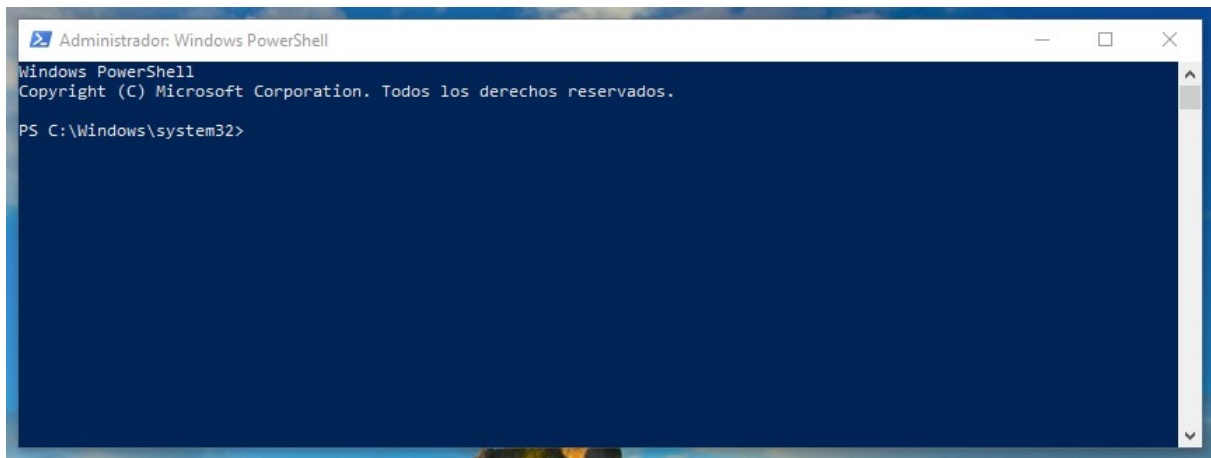 Administrador: Windows PowerShell
Windows PowerShell
Copyright (C) Microsoft Corporation. Todos los derechos reservados.
PS C:\Windows\system32>